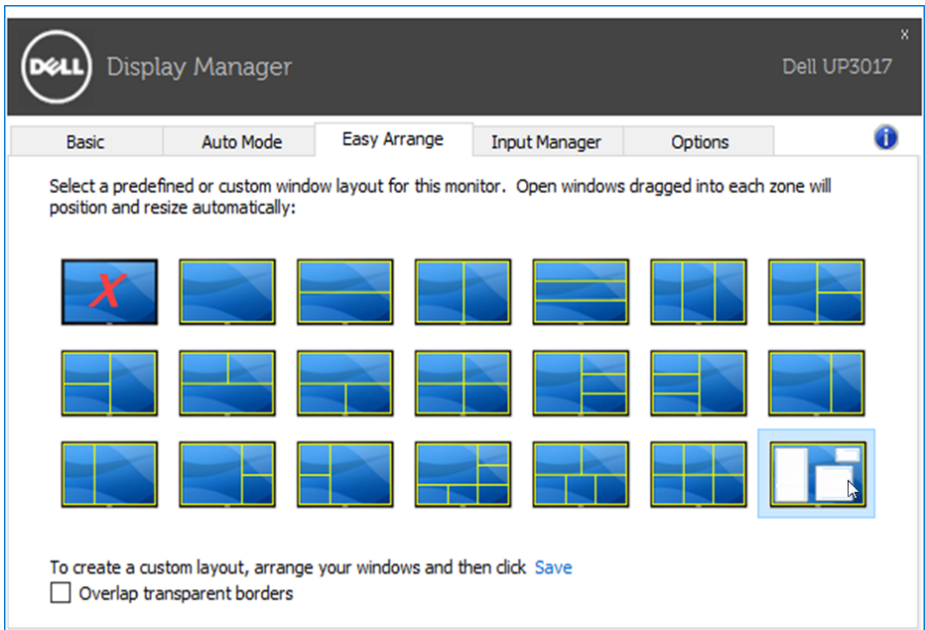 x
DELL Display Manager
Dell UP3017
Basic Auto Mode Easy Arrange Input Manager Options i
Select a predefined or custom window layout for this monitor. Open windows dragged into each zone will
position and resize automatically:
X
To create a custom layout, arrange your windows and then click Save
Overlap transparent borders